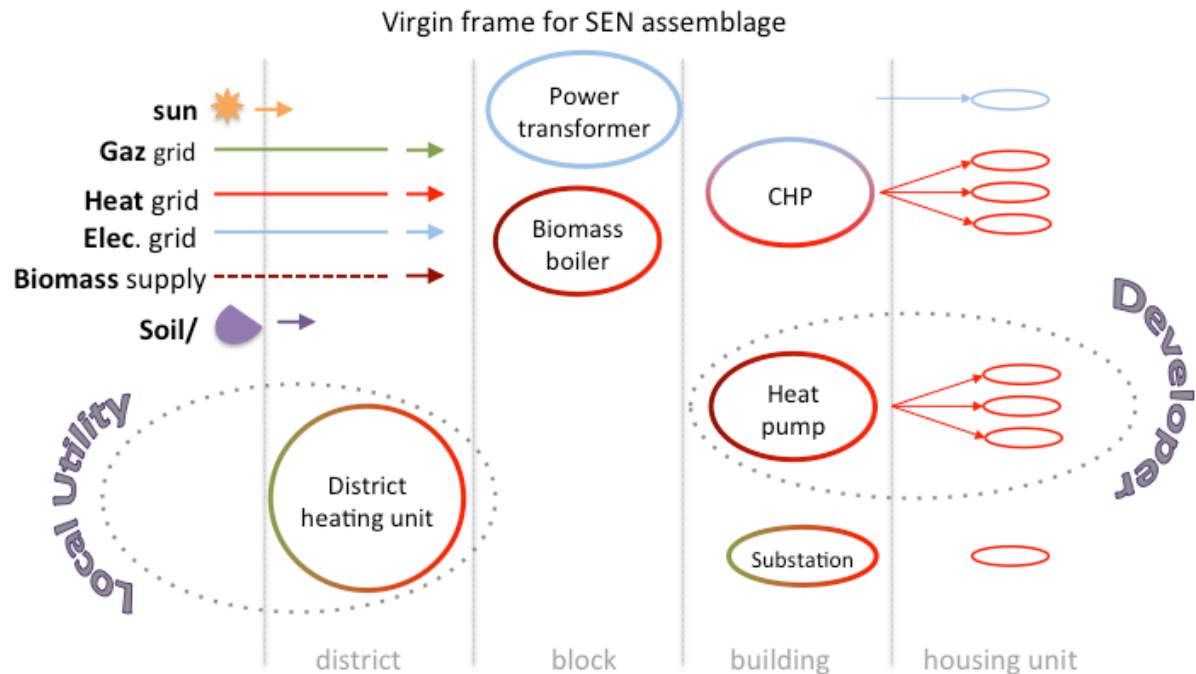 Virgin frame for SEN assemblage
sun
Gaz grid
Heat grid
Elec. grid
Biomass supply
Soil/
Power
transformer
Biomass
boiler
CHP
Developer
Heat
pump
Local Utility
District
heating unit
Substation
district
block
building
housing unit